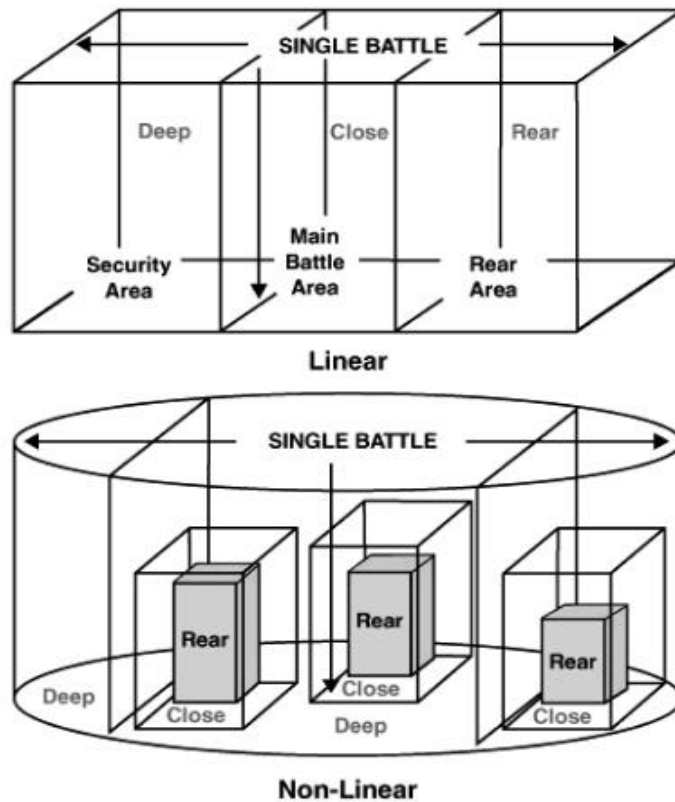 SINGLE BATTLE
Deep
Close
Rear
Security
Area
Main
Battle
Area
Rear
Area
Linear
SINGLE BATTLE
Rear
Rear
Rear
Deep
Close
Close
Deep
Close
Non-Linear